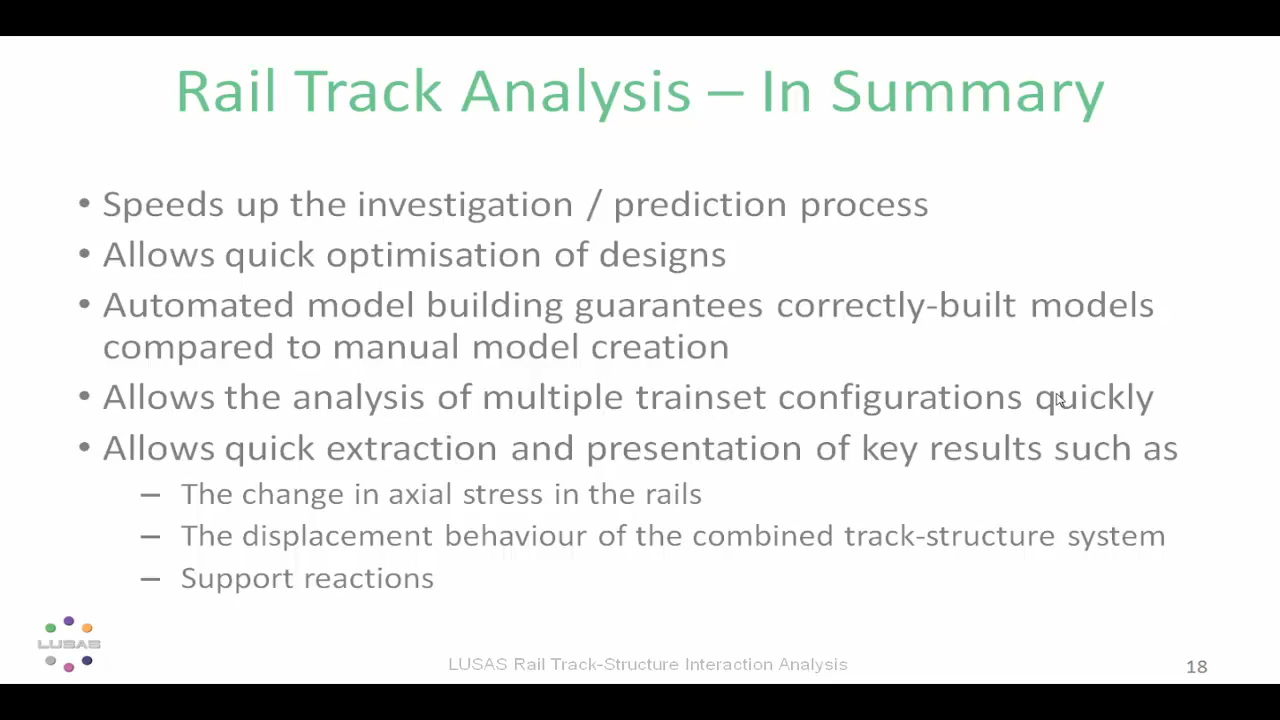 Rail Track Analysis – In Summary
• Speeds up the investigation / prediction process
• Allows quick optimisation of designs
• Automated model building guarantees correctly-built models
compared to manual model creation
• Allows the analysis of multiple trainset configurations quickly
• Allows quick extraction and presentation of key results such as
– The change in axial stress in the rails
– The displacement behaviour of the combined track-structure system
– Support reactions
LUSAS
LUSAS Rail Track-Structure Interaction Analysis
18